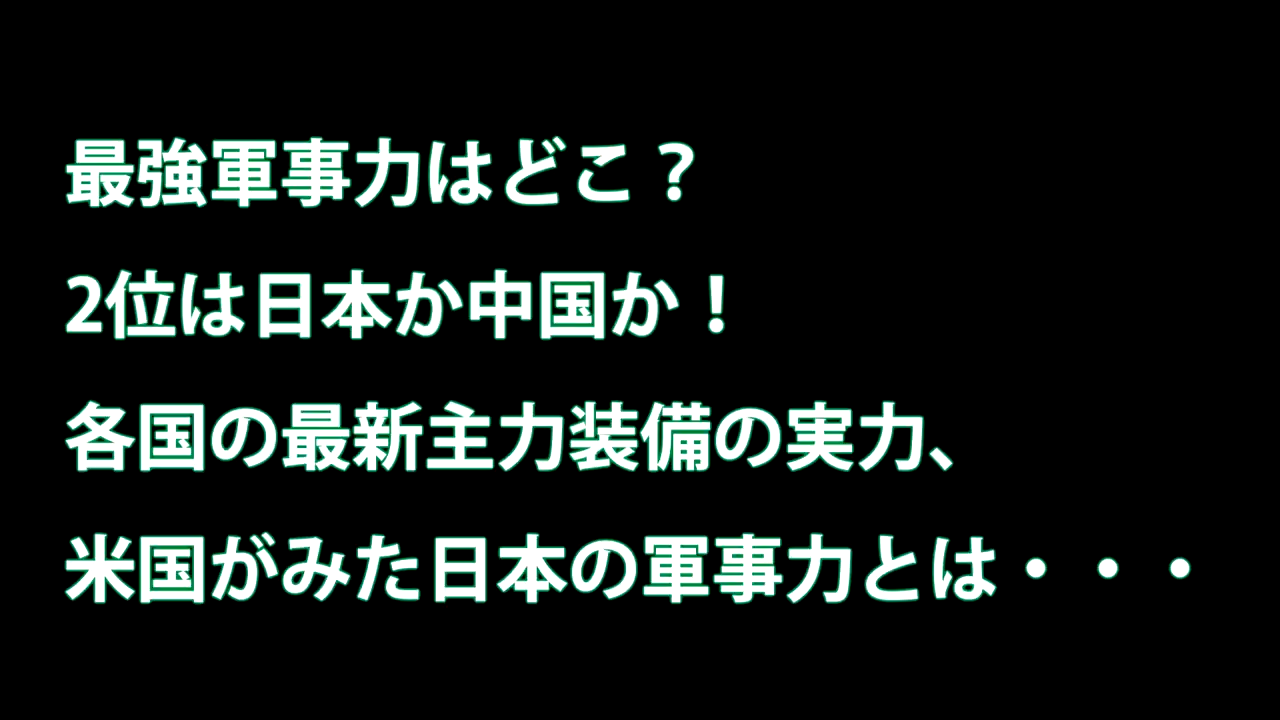 最強軍事力はどこ？
2位は日本か中国か！
各国の最新主力装備の実力、
米国がみた日本の軍事力とは・・・